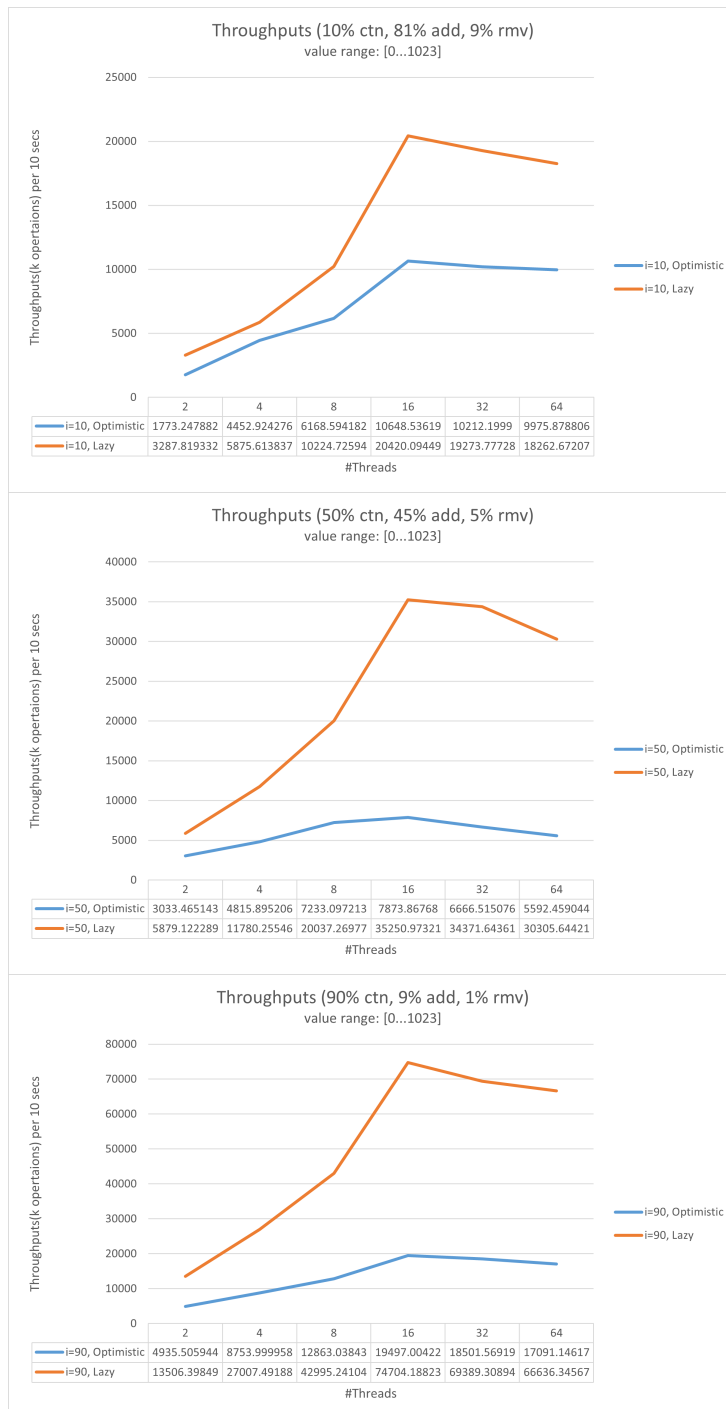 Throughputs (10% ctn, 81% add, 9% rmv)
value range: [0...1023]
Throughputs(k opertaions) per 10 secs
25000
20000
15000
10000
5000
0
i=10, Optimistic
i=10, Lazy
2 4 8 16 32 64
i=10, Optimistic 1773.247882 4452.924276 6168.594182 10648.53619 10212.1999 9975.878806
i=10, Lazy 3287.819332 5875.613837 10224.72594 20420.09449 19273.77728 18262.67207
#Threads
Throughputs (50% ctn, 45% add, 5% rmv)
value range: [0...1023]
Throughputs(k opertaions) per 10 secs
40000
35000
30000
25000
20000
15000
10000
5000
0
i=50, Optimistic
i=50, Lazy
2 4 8 16 32 64
i=50, Optimistic 3033.465143 4815.895206 7233.097213 7873.86768 6666.515076 5592.459044
i=50, Lazy 5879.122289 11780.25546 20037.26977 35250.97321 34371.64361 30305.64421
#Threads
Throughputs (90% ctn, 9% add, 1% rmv)
value range: [0...1023]
Throughputs(k opertaions) per 10 secs
80000
70000
60000
50000
40000
30000
20000
10000
0
i=90, Optimistic
i=90, Lazy
2 4 8 16 32 64
i=90, Optimistic 4935.505944 8753.999958 12863.03843 19497.00422 18501.56919 17091.14617
i=90, Lazy 13506.39849 27007.49188 42995.24104 74704.18823 69389.30894 66636.34567
#Threads